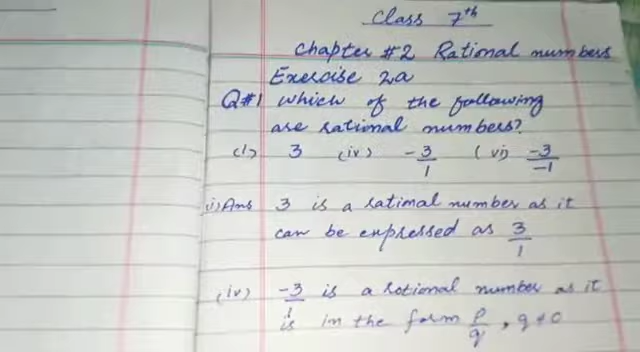 Class 7th
Chapter #2 Rational numbers
Exercise 2a
Q#1 which of the following
are rational numbers?
(i) 3 (iv) -3/1 (vi) -3/-1
(i) Ans 3 is a rational number as it
can be expressed as 3/1
(iv) -3/1 is a rotional number as it
is in the form p/q, q≠0